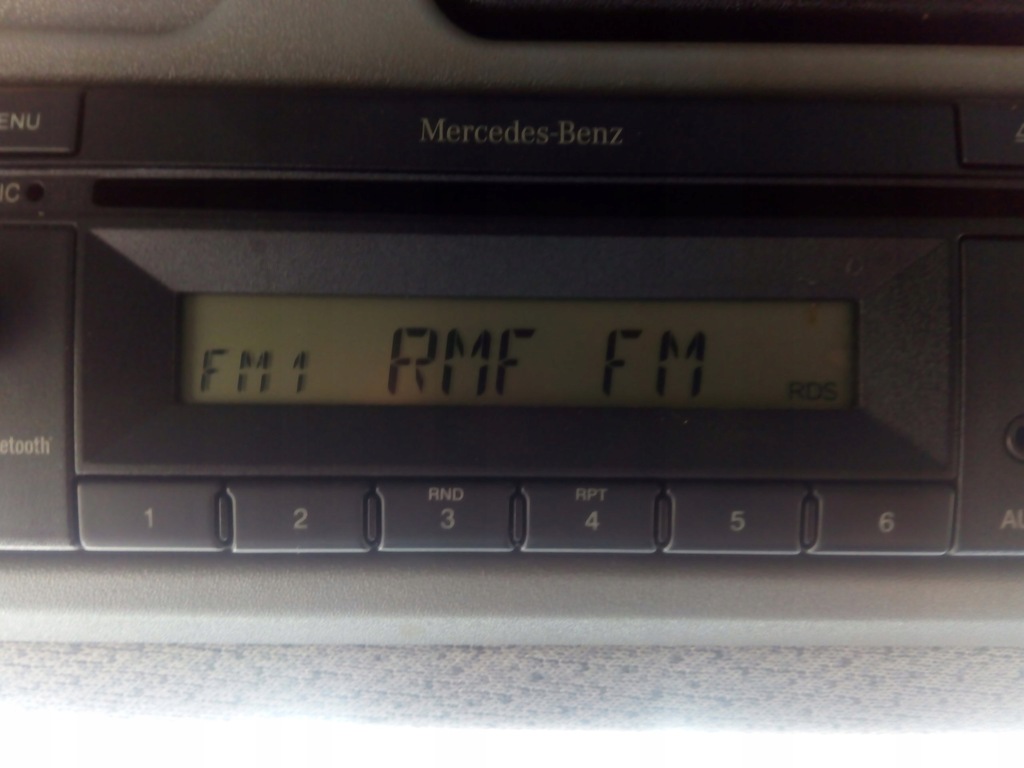 ENU
Mercedes-Benz
IC
FM1 RMF FM
RDS
etooth
RND RPT
1 2 3 4 5 6
AU